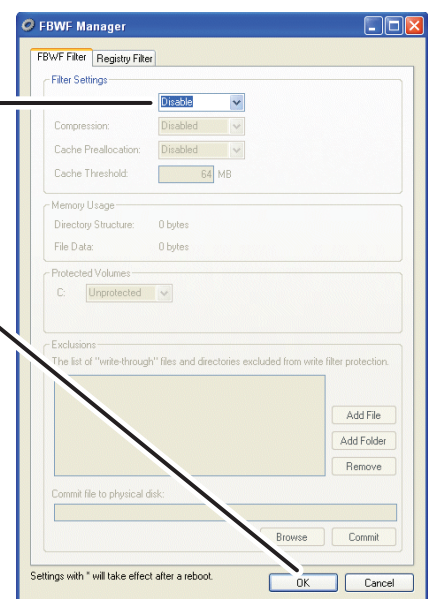 FBWF Manager
FBWF Filter Registry Filter
Filter Settings
Disable
Compression: Disabled
Cache Preallocation: Disabled
Cache Threshold: 64 MB
Memory Usage
Directory Structure: 0 bytes
File Data: 0 bytes
Protected Volumes
C: Unprotected
Exclusions
The list of "write-through" files and directories excluded from write filter protection.
Add File
Add Folder
Remove
Commit file to physical disk:
Browse Commit
Settings with * will take effect after a reboot.
OK Cancel